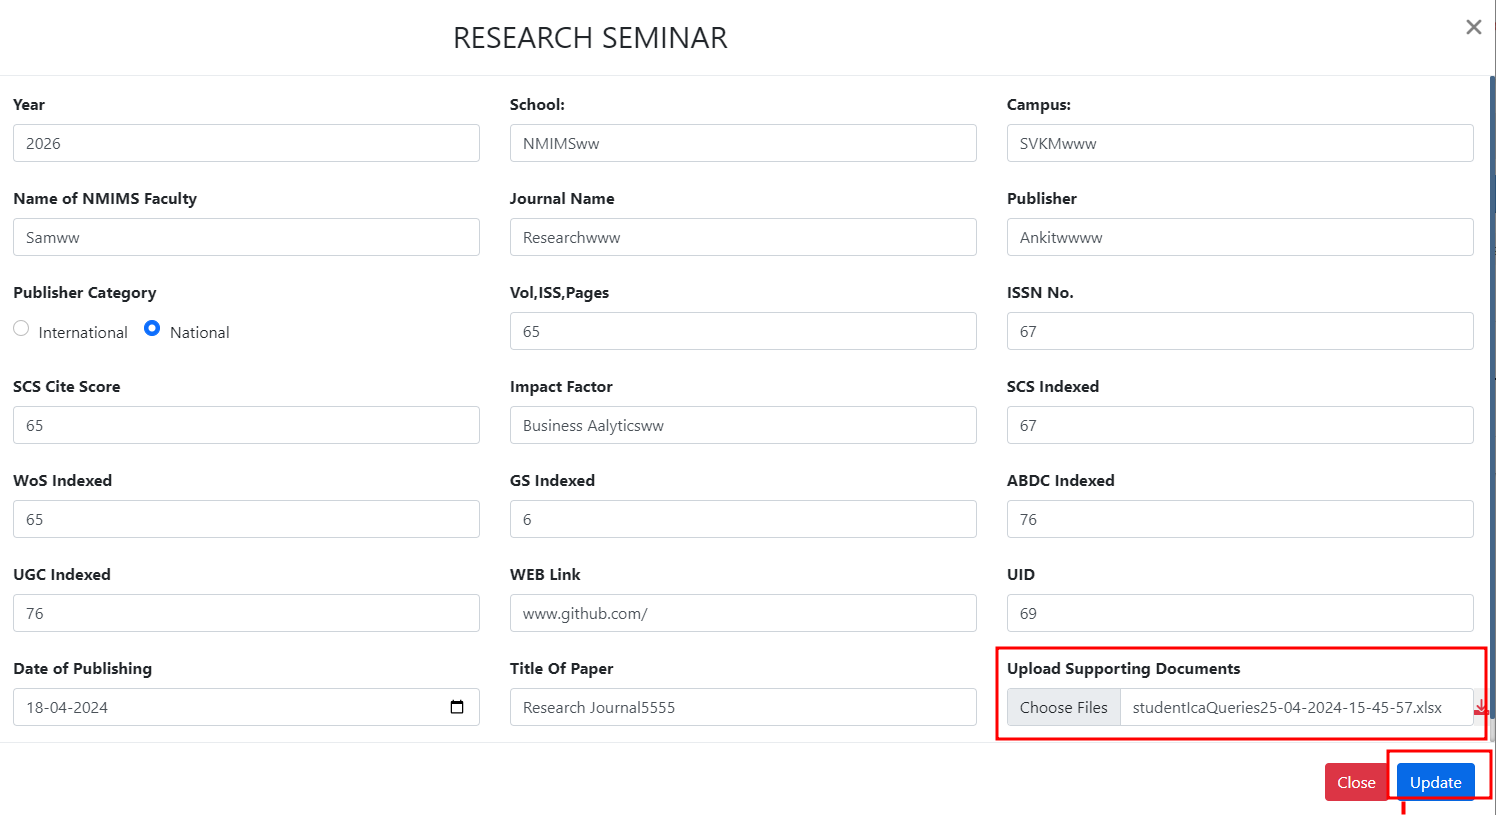 RESEARCH SEMINAR
Year School: Campus:
2026 NMIMSww SVKMwww
Name of NMIMS Faculty Journal Name Publisher
Samww Researchwww Ankitwwww
Publisher Category Vol,ISS,Pages ISSN No.
International National 65 67
SCS Cite Score Impact Factor SCS Indexed
65 Business Aalyticsww 67
WoS Indexed GS Indexed ABDC Indexed
65 6 76
UGC Indexed WEB Link UID
76 www.github.com/ 69
Date of Publishing Title Of Paper Upload Supporting Documents
18-04-2024 Research Journal5555 Choose Files studentIcaQueries25-04-2024-15-45-57.xlsx
Close Update